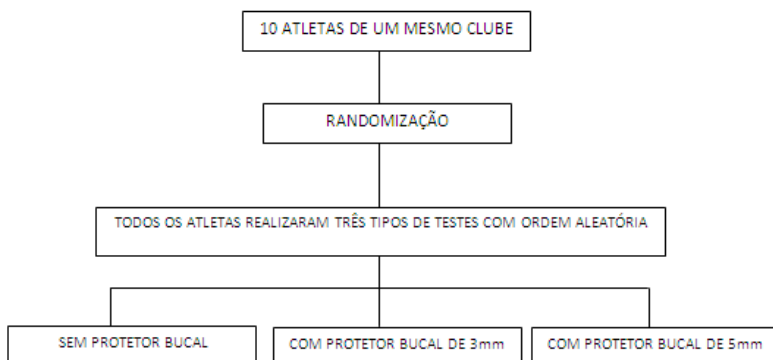 10 ATLETAS DE UM MESMO CLUBE
RANDOMIZAÇÃO
TODOS OS ATLETAS REALIZARAM TRÊS TIPOS DE TESTES COM ORDEM ALEATÓRIA
SEM PROTETOR BUCAL
COM PROTETOR BUCAL DE 3mm
COM PROTETOR BUCAL DE 5mm